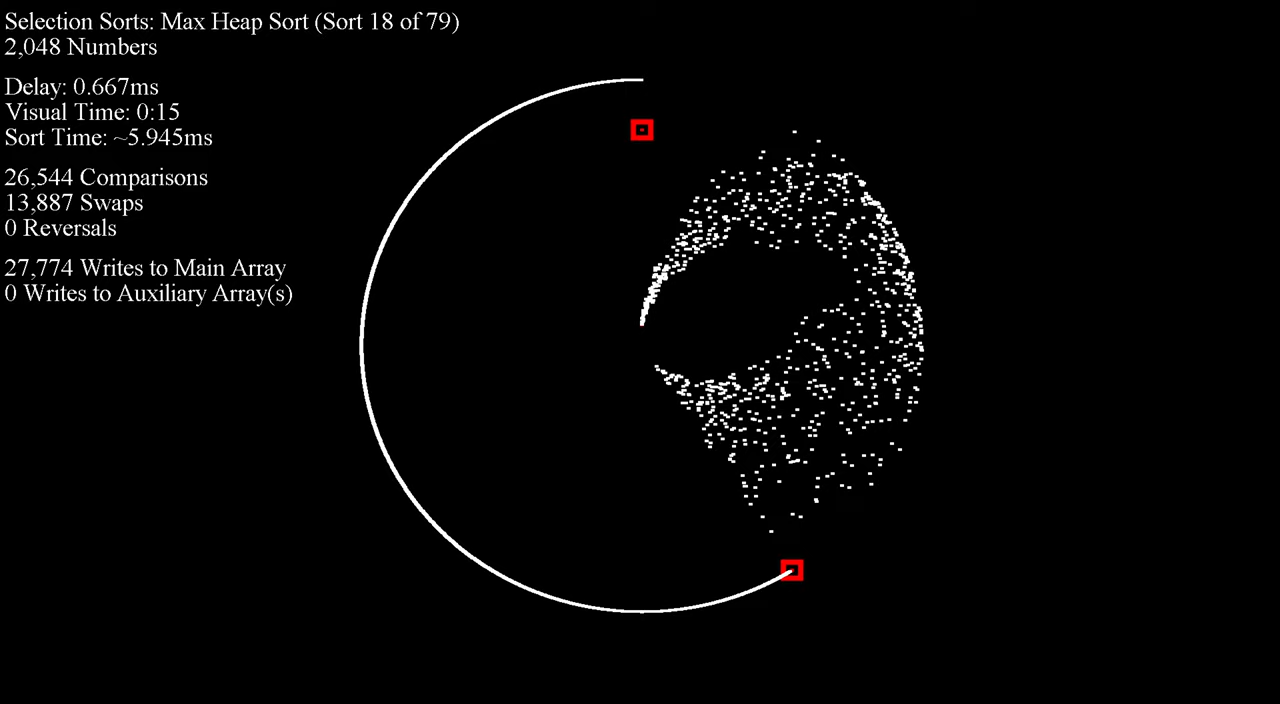 Selection Sorts: Max Heap Sort (Sort 18 of 79)
2,048 Numbers
Delay: 0.667ms
Visual Time: 0:15
Sort Time: ~5.945ms
26,544 Comparisons
13,887 Swaps
0 Reversals
27,774 Writes to Main Array
0 Writes to Auxiliary Array(s)